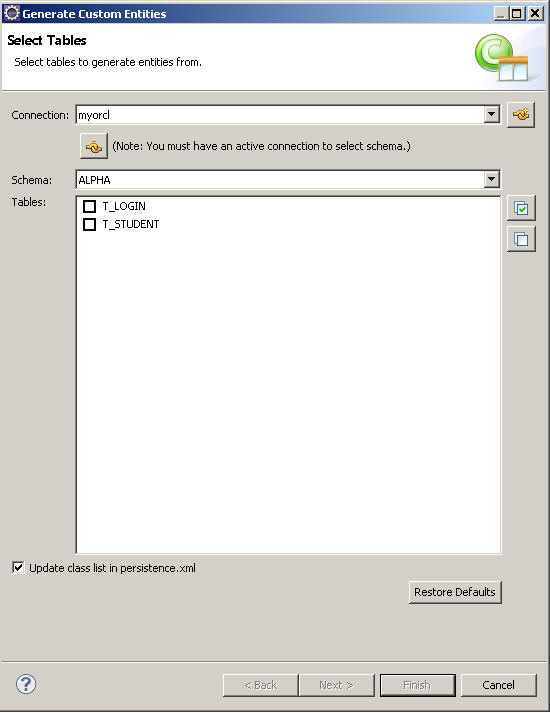 Generate Custom Entities
Select Tables
Select tables to generate entities from.
Connection: myorcl
(Note: You must have an active connection to select schema.)
Schema: ALPHA
Tables: T_LOGIN
T_STUDENT
Update class list in persistence.xml
Restore Defaults
? < Back Next > Finish Cancel